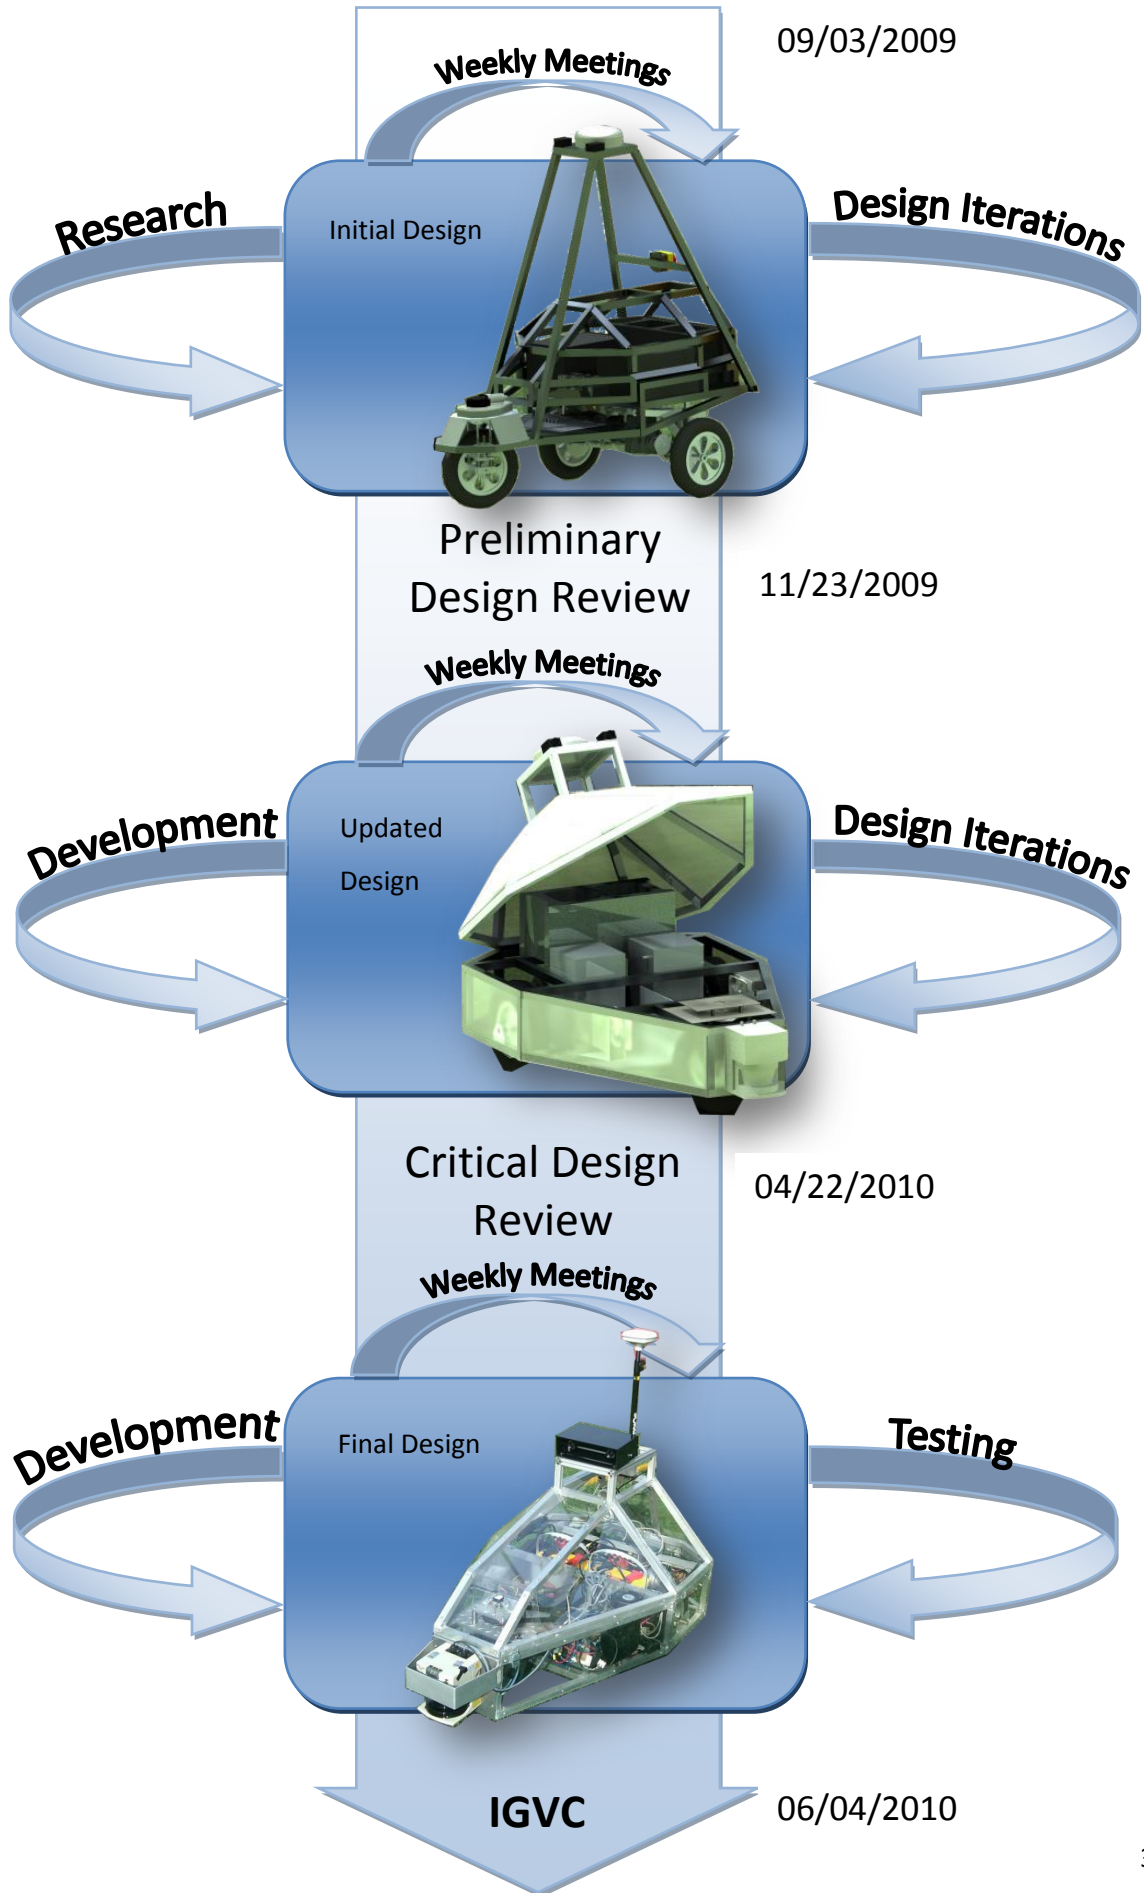 09/03/2009
Weekly Meetings
Research
Design Iterations
Initial Design
Preliminary
Design Review
11/23/2009
Weekly Meetings
Development
Design Iterations
Updated
Design
Critical Design
Review
04/22/2010
Weekly Meetings
Development
Testing
Final Design
IGVC
06/04/2010
3